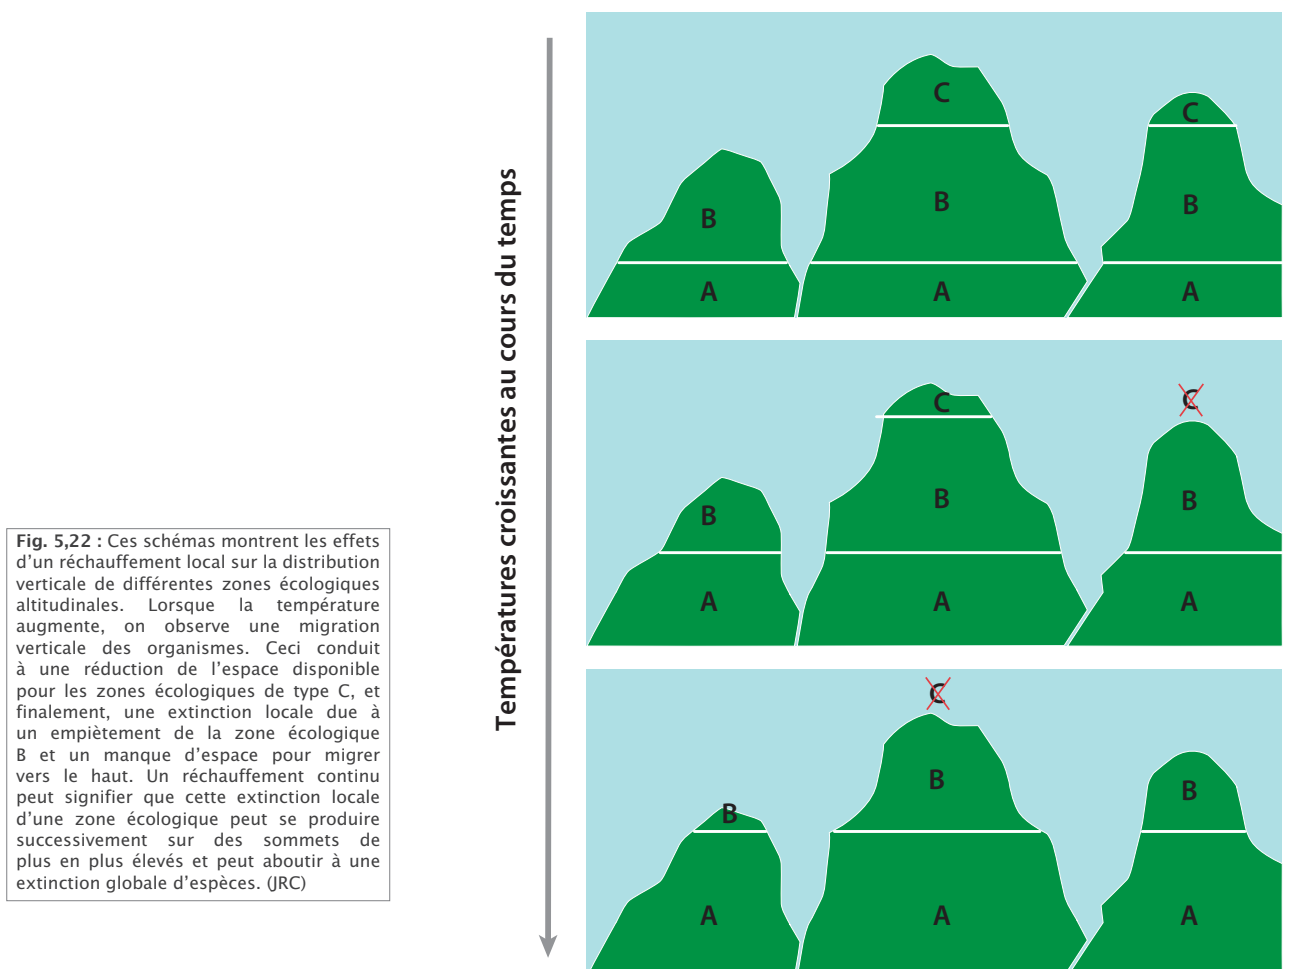 Températures croissantes au cours du temps
C
C
B
B
B
A
A
A
C
C
B
B
B
A
A
A
C
B
B
B
A
A
A
Fig. 5,22 : Ces schémas montrent les effets
d'un réchauffement local sur la distribution
verticale de différentes zones écologiques
altitudinales. Lorsque la température
augmente, on observe une migration
verticale des organismes. Ceci conduit
à une réduction de l'espace disponible
pour les zones écologiques de type C, et
finalement, une extinction locale due à
un empiètement de la zone écologique
B et un manque d'espace pour migrer
vers le haut. Un réchauffement continu
peut signifier que cette extinction locale
d'une zone écologique peut se produire
successivement sur des sommets de
plus en plus élevés et peut aboutir à une
extinction globale d'espèces. (JRC)